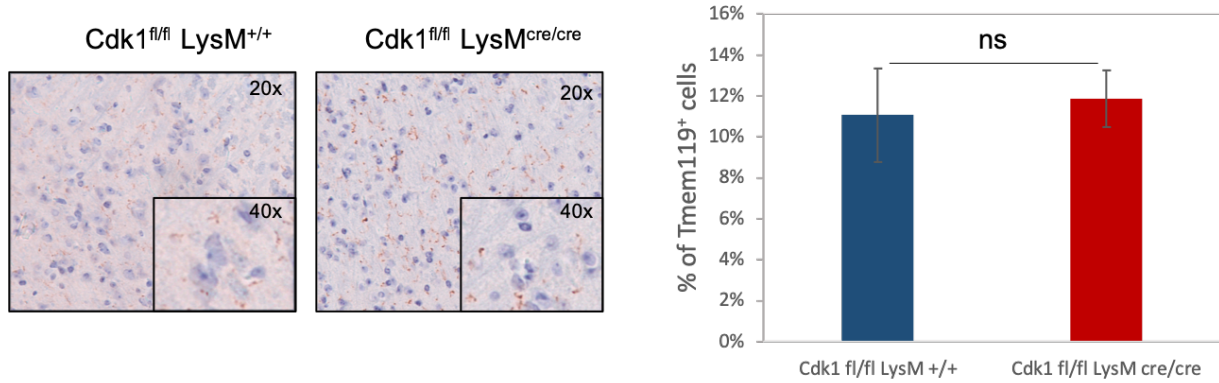 Cdk1fl/fl LysM+/+
Cdk1fl/fl LysMcre/cre
20x
40x
20x
40x
% of Tmem119+ cells
16%
14%
12%
10%
8%
6%
4%
2%
0%
ns
Cdk1 fl/fl LysM +/+
Cdk1 fl/fl LysM cre/cre